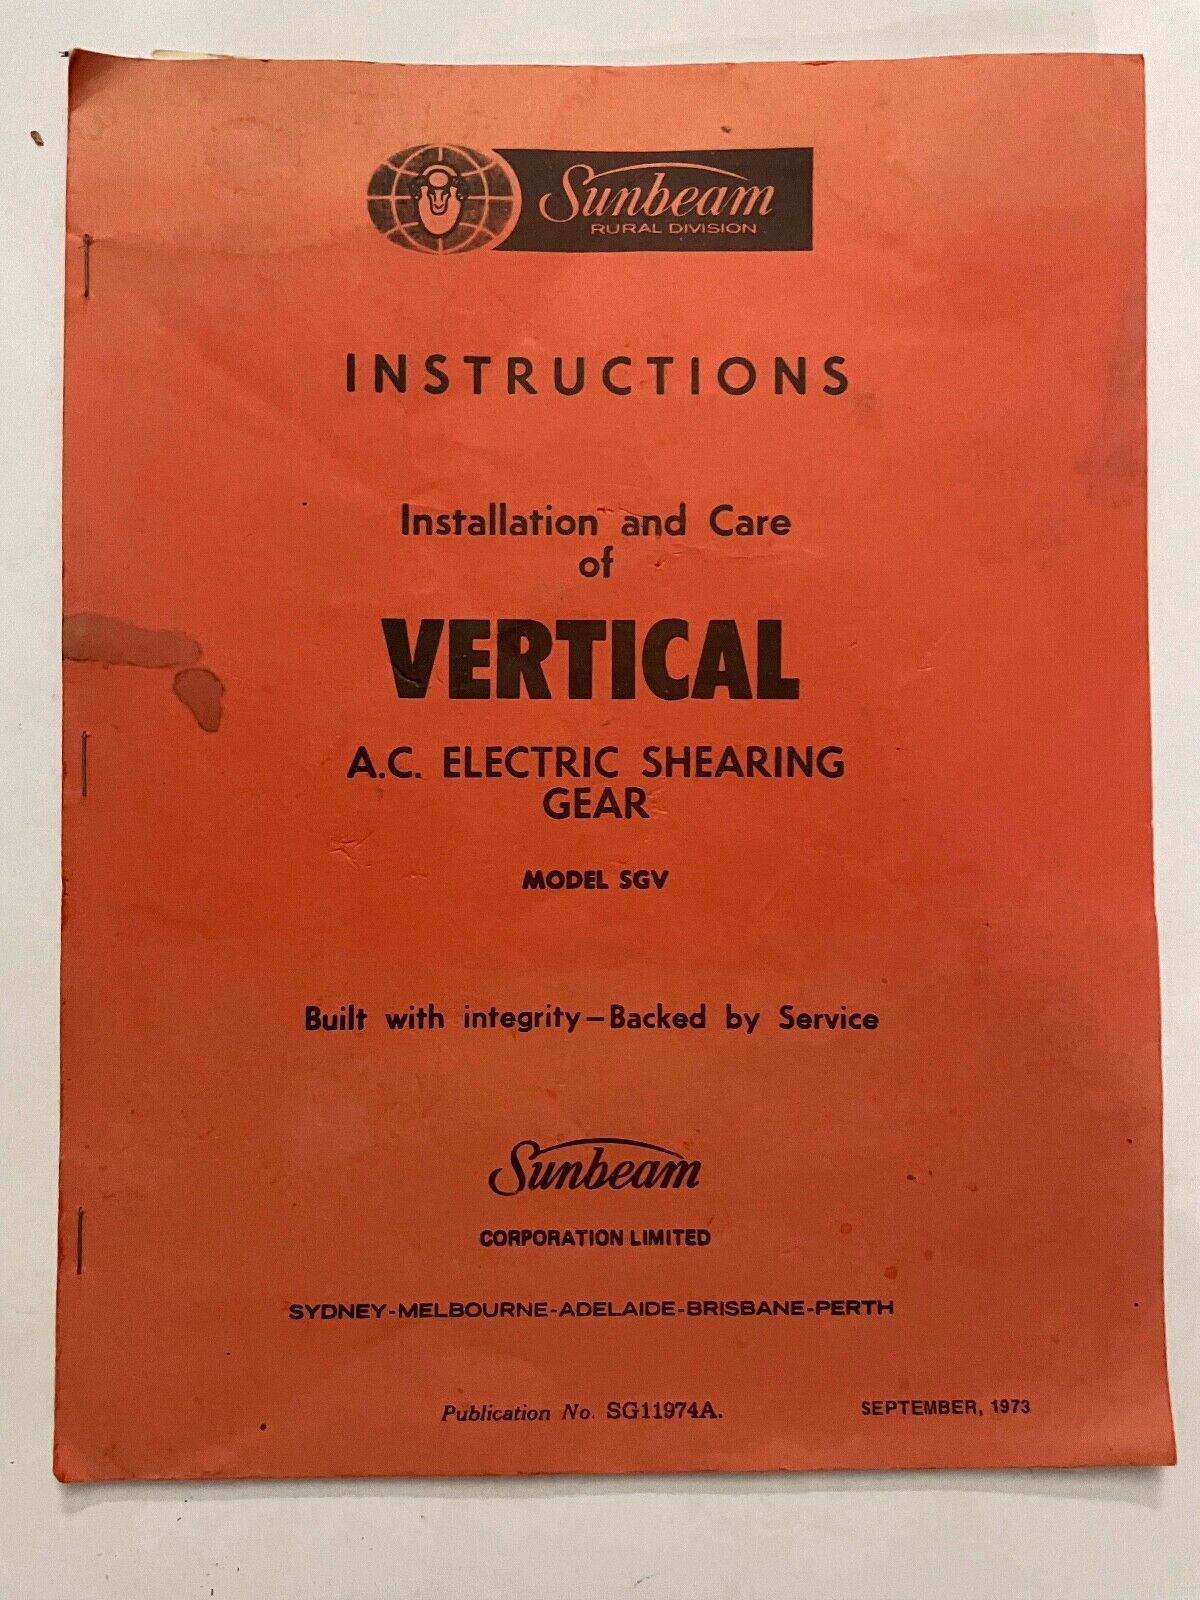 Sunbeam
RURAL DIVISION
INSTRUCTIONS
Installation and Care
of
VERTICAL
A.C. ELECTRIC SHEARING
GEAR
MODEL SGV
Built with integrity–Backed by Service
Sunbeam
CORPORATION LIMITED
SYDNEY-MELBOURNE-ADELAIDE-BRISBANE-PERTH
Publication No. SG11974A.
SEPTEMBER, 1973